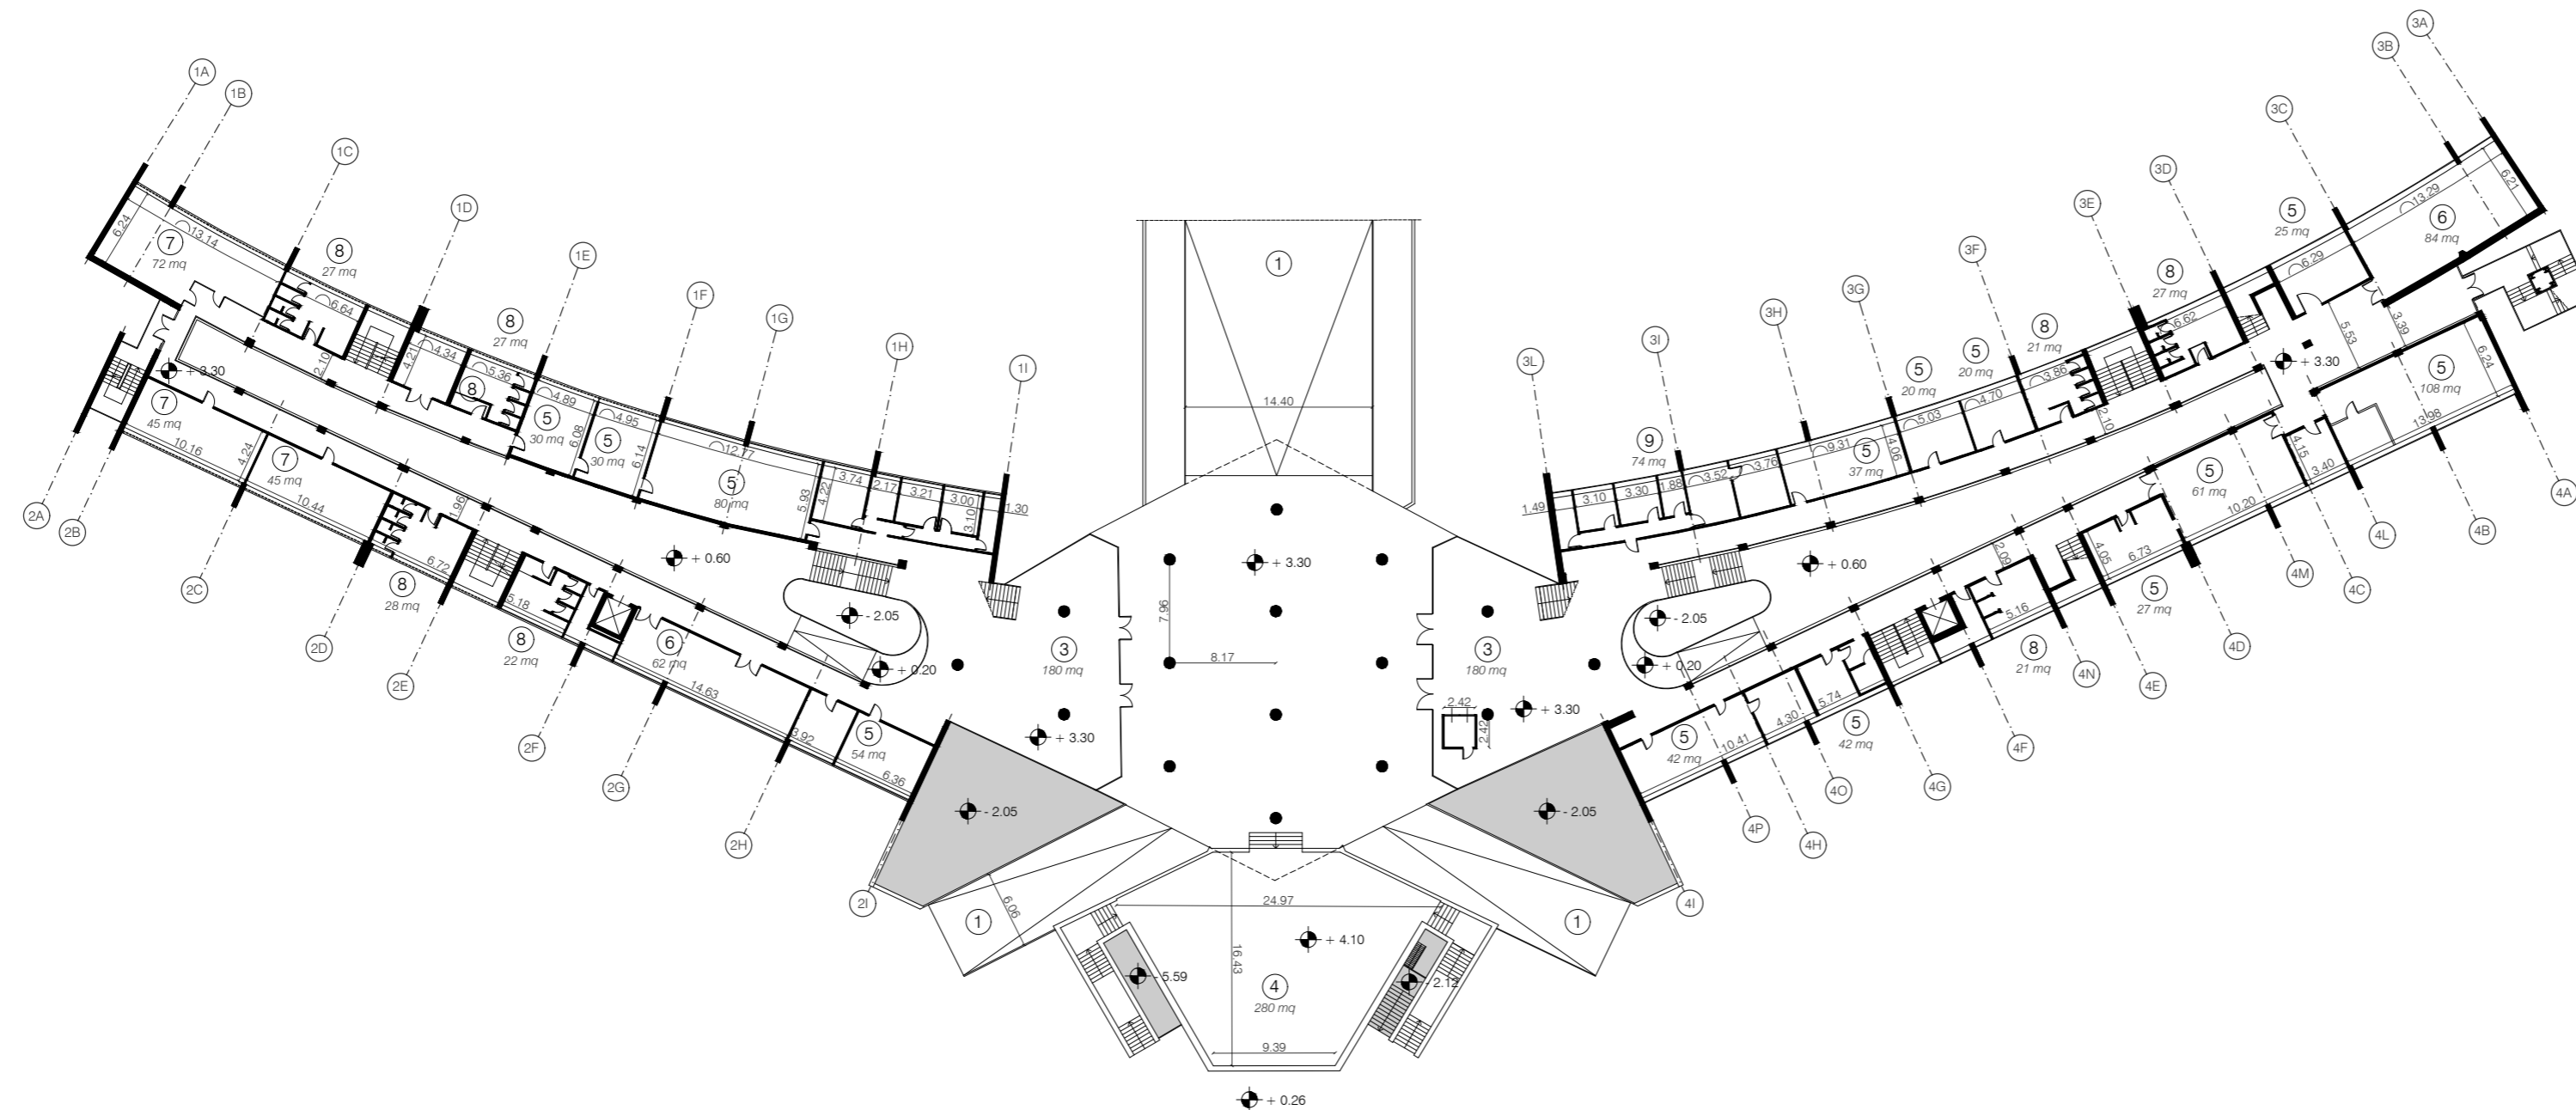 3A
3B
1A
1B
3C
1C
3D
3E
1D
3F
1E
3G
1F
3H
1G
3I
1H
3L
1I
6.24
13.14
7
72 mq
8
27 mq
6.64
2.10
4.21
4.34
8
27 mq
5.36
8
4.89
5
30 mq
6.08
4.95
5
30 mq
6.14
12.77
5
80 mq
5.93
4.22
3.74
2.17
3.21
3.00
3.10
1.30
1
14.40
1.49
3.10
3.30
1.88
9
74 mq
3.52
3.76
9.31
5
37 mq
4.06
5
20 mq
5.03
5
20 mq
4.70
8
21 mq
3.86
2.10
8
27 mq
6.62
5
25 mq
6.29
13.29
6
84 mq
6.21
5.53
3.39
+ 3.30
5
108 mq
6.24
13.98
3.40
4.15
5
61 mq
10.20
+ 3.30
7
45 mq
10.16
4.24
7
45 mq
10.44
1.96
8
28 mq
6.72
5.18
8
22 mq
6
62 mq
14.63
3.92
5
54 mq
6.36
+ 0.60
- 2.05
+ 0.20
3
180 mq
+ 3.30
+ 3.30
7.96
8.17
3
180 mq
+ 3.30
2.42
2.42
+ 0.60
- 2.05
+ 0.20
5
42 mq
10.41
4.30
5.74
5
42 mq
2.09
5.16
8
21 mq
4.05
6.73
5
27 mq
2A
2B
2C
2D
2E
2F
2G
2H
2I
4A
4B
4L
4C
4M
4D
4E
4N
4F
4G
4O
4H
4P
4I
- 2.05
- 2.05
6.06
1
1
24.97
16.43
+ 4.10
- 5.59
- 2.12
4
280 mq
9.39
+ 0.26